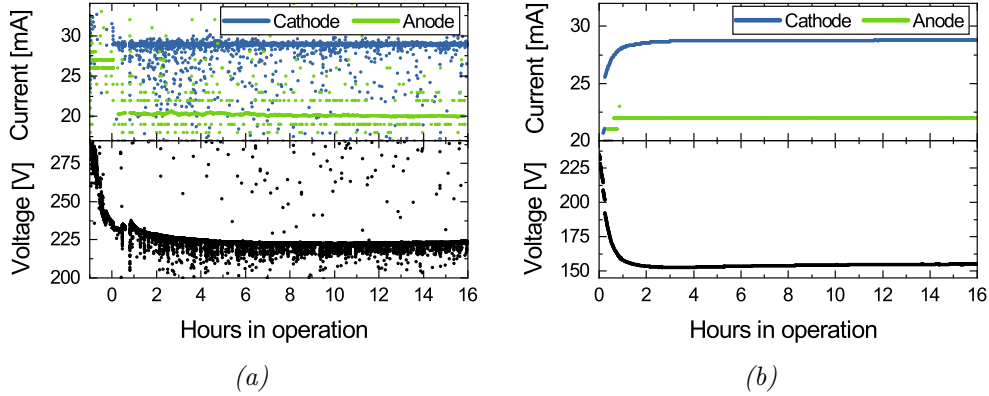 Cathode Anode
Current [mA]
30
25
20
Voltage [V]
275
250
225
200
0 2 4 6 8 10 12 14 16
Hours in operation
(a)
Cathode Anode
Current [mA]
30
25
20
Voltage [V]
250
200
175
150
0 2 4 6 8 10 12 14 16
Hours in operation
(b)